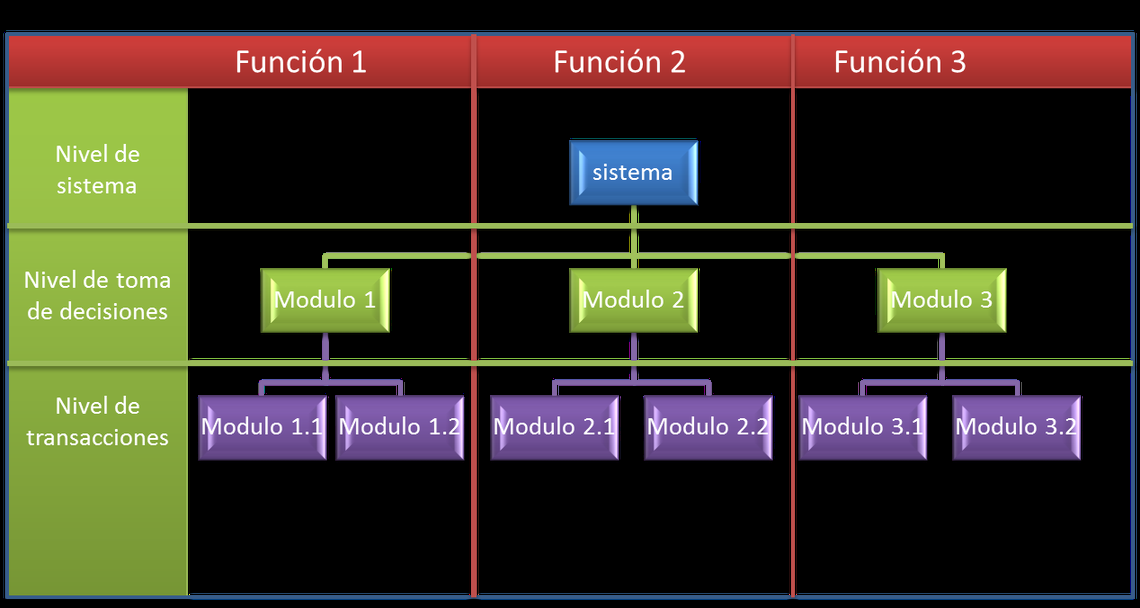 Función 1
Función 2
Función 3
Nivel de
sistema
sistema
Nivel de toma
de decisiones
Modulo 1
Modulo 2
Modulo 3
Nivel de
transacciones
Modulo 1.1
Modulo 1.2
Modulo 2.1
Modulo 2.2
Modulo 3.1
Modulo 3.2